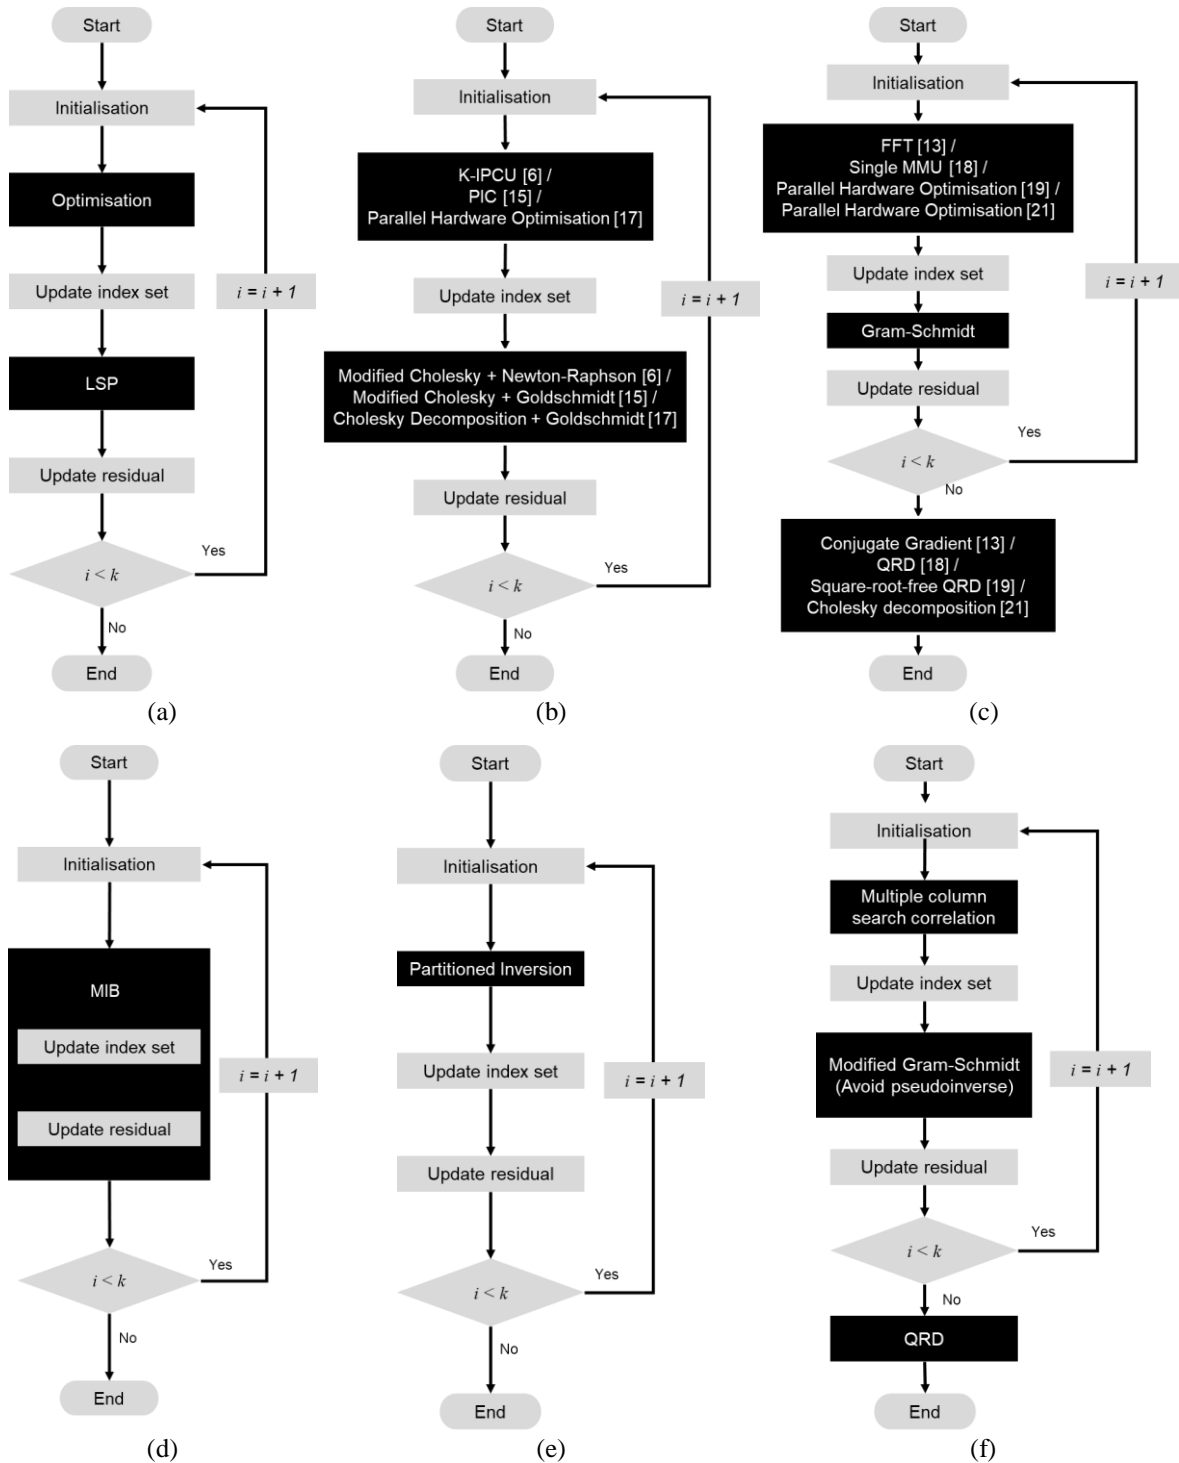 Start
Initialisation
Optimisation
Update index set
i = i + 1
LSP
Update residual
Yes
i < k
No
End
(a)
Start
Initialisation
K-IPCU [6] /
PIC [15] /
Parallel Hardware Optimisation [17]
Update index set
i = i + 1
Modified Cholesky + Newton-Raphson [6] /
Modified Cholesky + Goldschmidt [15] /
Cholesky Decomposition + Goldschmidt [17]
Update residual
Yes
i < k
No
End
(b)
Start
Initialisation
FFT [13] /
Single MMU [18] /
Parallel Hardware Optimisation [19] /
Parallel Hardware Optimisation [21]
Update index set
i = i + 1
Gram-Schmidt
Update residual
Yes
i < k
No
Conjugate Gradient [13] /
QRD [18] /
Square-root-free QRD [19] /
Cholesky decomposition [21]
End
(c)
Start
Initialisation
MIB
Update index set
i = i + 1
Update residual
Yes
i < k
No
End
(d)
Start
Initialisation
Partitioned Inversion
Update index set
i = i + 1
Update residual
Yes
i < k
No
End
(e)
Start
Initialisation
Multiple column
search correlation
Update index set
Modified Gram-Schmidt
(Avoid pseudoinverse)
i = i + 1
Update residual
Yes
i < k
No
QRD
End
(f)